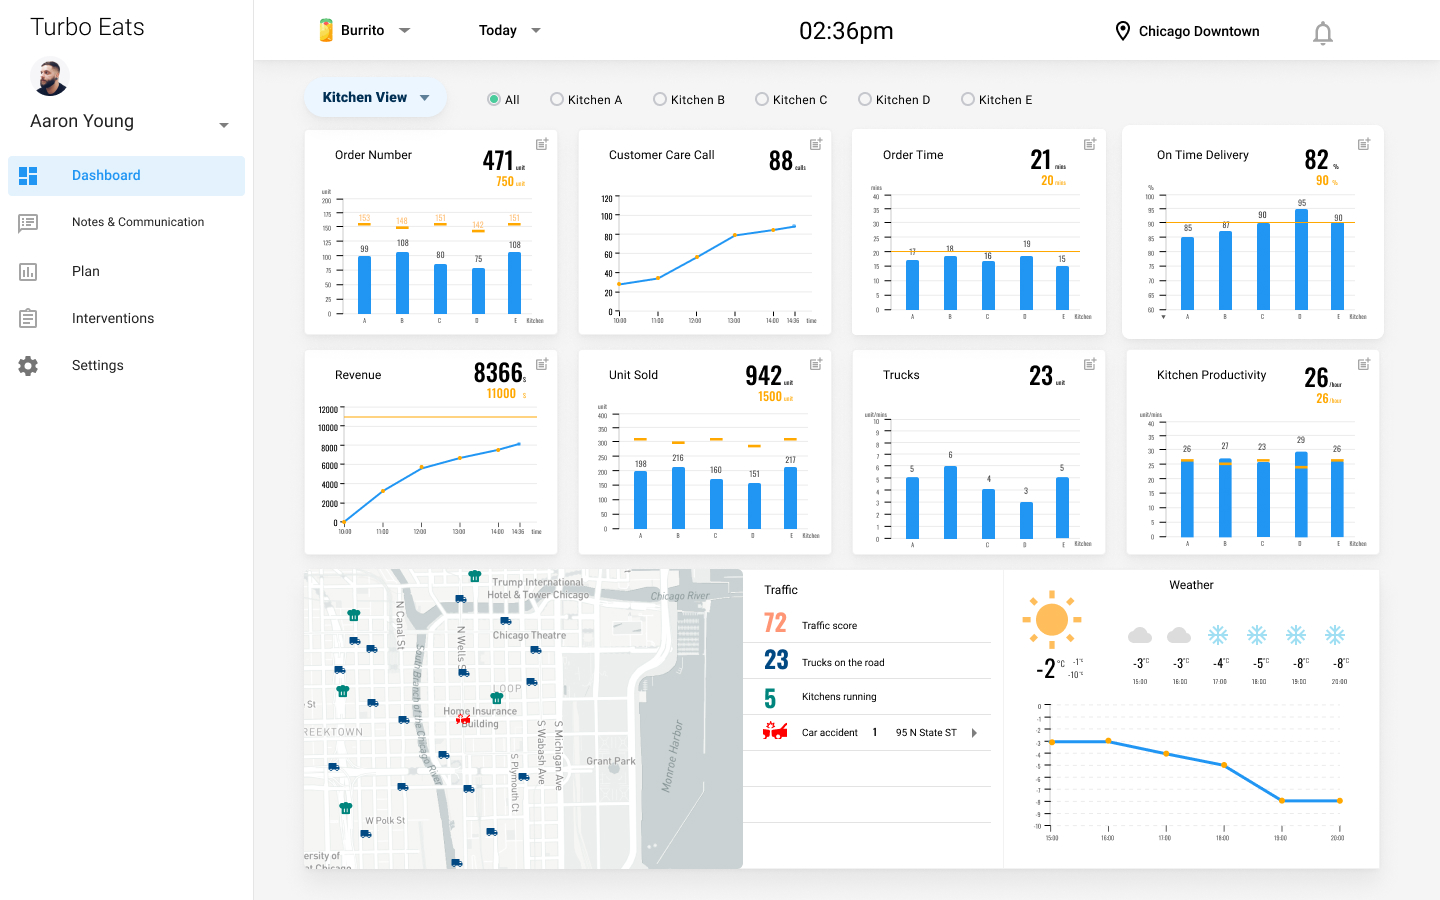 Turbo Eats
Aaron Young
Dashboard
Notes & Communication
Plan
Interventions
Settings
Burrito
Today
02:36pm
Chicago Downtown
Kitchen View
All
Kitchen A
Kitchen B
Kitchen C
Kitchen D
Kitchen E
Order Number
471 unit
750 unit
unit
200
175
150
125
100
75
50
25
0
153 148 151 142 151
99 108 80 75 108
A B C D E Kitchen
Customer Care Call
88 calls
120
100
80
60
40
20
0
10:00 11:00 12:00 13:00 14:00 14:36 time
Order Time
21 mins
20 mins
mins
40
35
30
25
20
15
10
5
0
17 18 16 19 15
A B C D E Kitchen
On Time Delivery
82 %
90 %
%
100
95
90
85
80
75
70
65
60
85 87 90 95 90
A B C D E Kitchen
Revenue
8366 $
11000 $
12000
10000
8000
6000
4000
2000
0
10:00 11:00 12:00 13:00 14:00 14:36 time
Unit Sold
942 unit
1500 unit
unit
400
350
300
250
200
150
100
50
0
198 216 160 151 217
A B C D E Kitchen
Trucks
23 unit
unit/mins
10
9
8
7
6
5
4
3
2
1
0
5 6 4 3 5
A C D E Kitchen
Kitchen Productivity
26 /hour
26 /hour
unit/mins
40
35
30
25
20
15
10
5
0
26 27 23 29 26
A B C D E Kitchen
Trump International
Hotel & Tower Chicago
Chicago River
N Canal St
N Wells St
Chicago Theatre
South Branch of the Chicago River
LOOP
St
Home Insurance
Building
REEKTOWN
S Wabash Ave
S Michigan Ave
S Plymouth Ct
Grant Park
Monroe Harbor
W Polk St
ersity of
at Chicago
Traffic
72 Traffic score
23 Trucks on the road
5 Kitchens running
Car accident 1 95 N State ST
Weather
-2°C -1°C
-10°C
-3°C -3°C -4°C -5°C -8°C -8°C
15:00 16:00 17:00 18:00 19:00 20:00
0
-1
-2
-3
-4
-5
-6
-7
-8
-9
-10
15:00 16:00 17:00 18:00 19:00 20:00